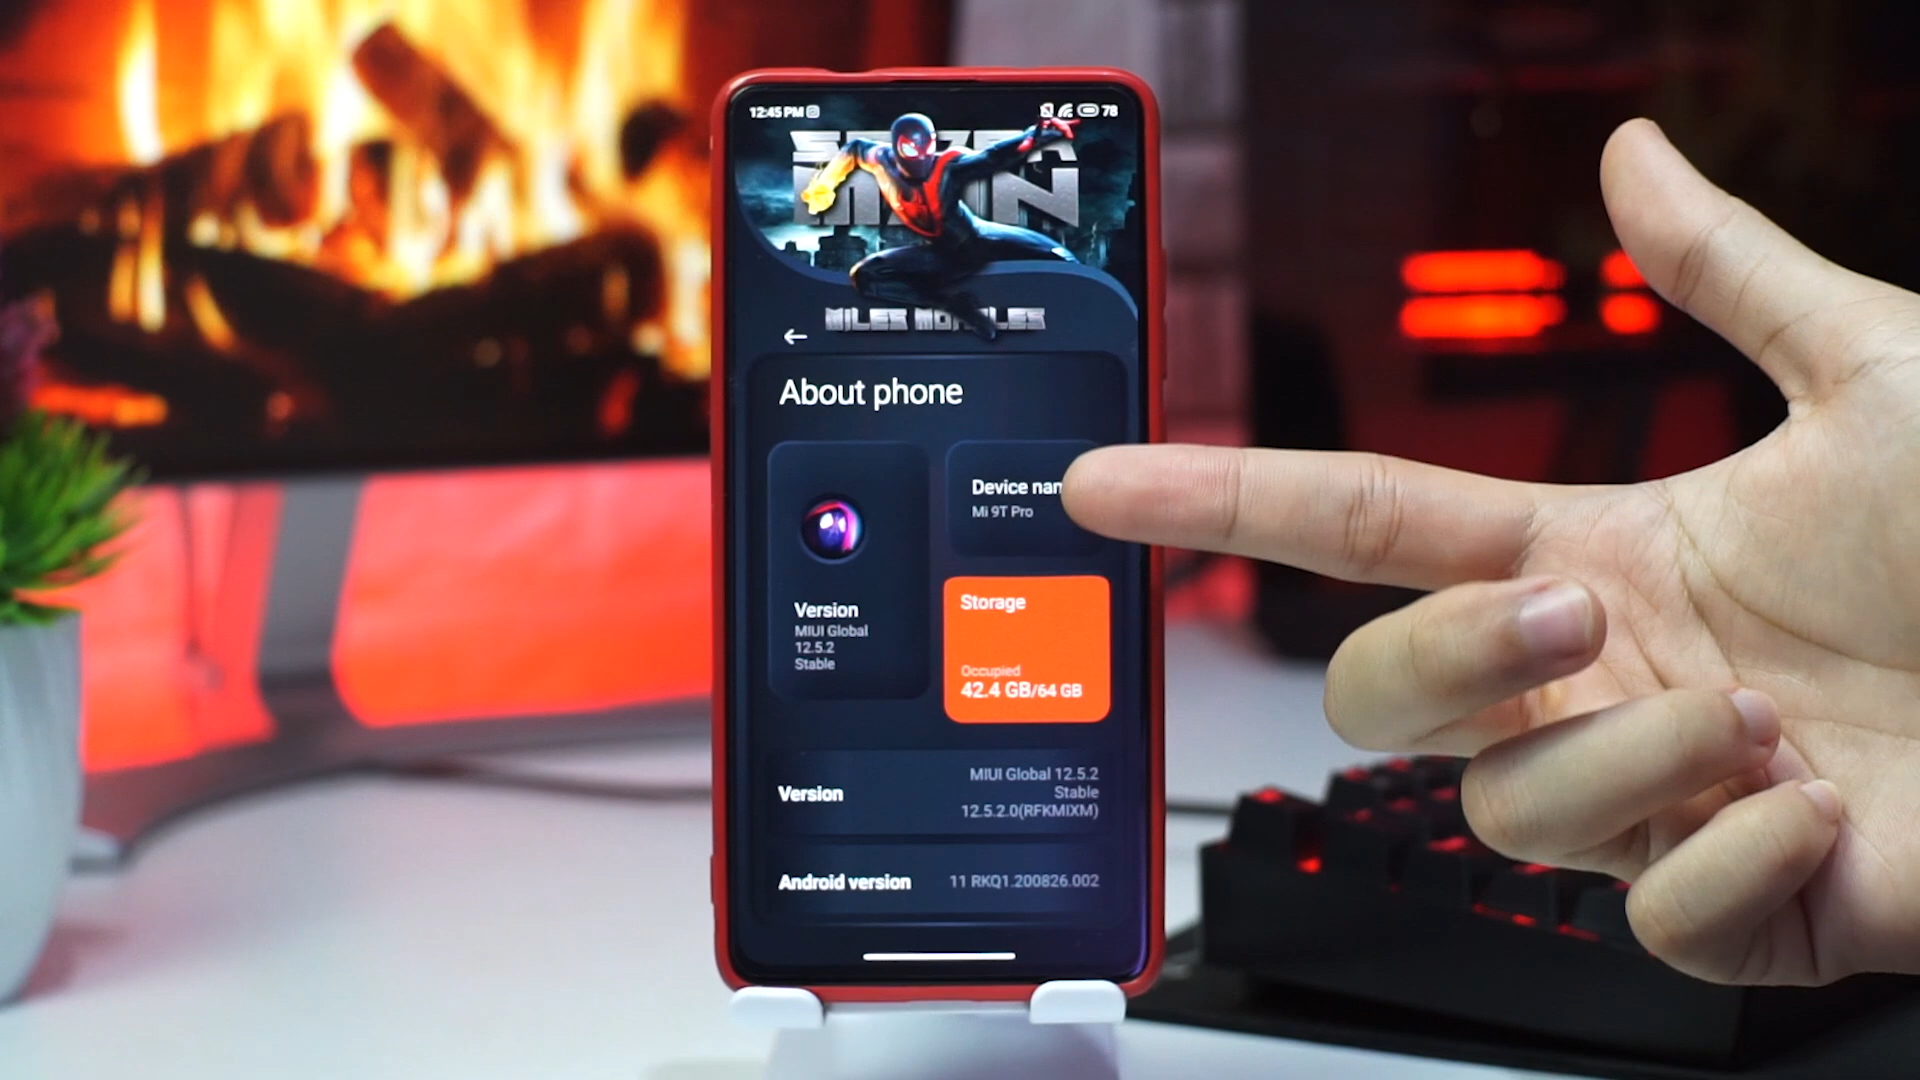 12:45 PM 78
MILES MORALES
About phone
Device nam
Mi 9T Pro
Version
MIUI Global
12.5.2
Stable
Storage
Occupied
42.4 GB/64 GB
Version
MIUI Global 12.5.2
Stable
12.5.2.0(RFKMIXM)
Android version
11 RKQ1.200826.002